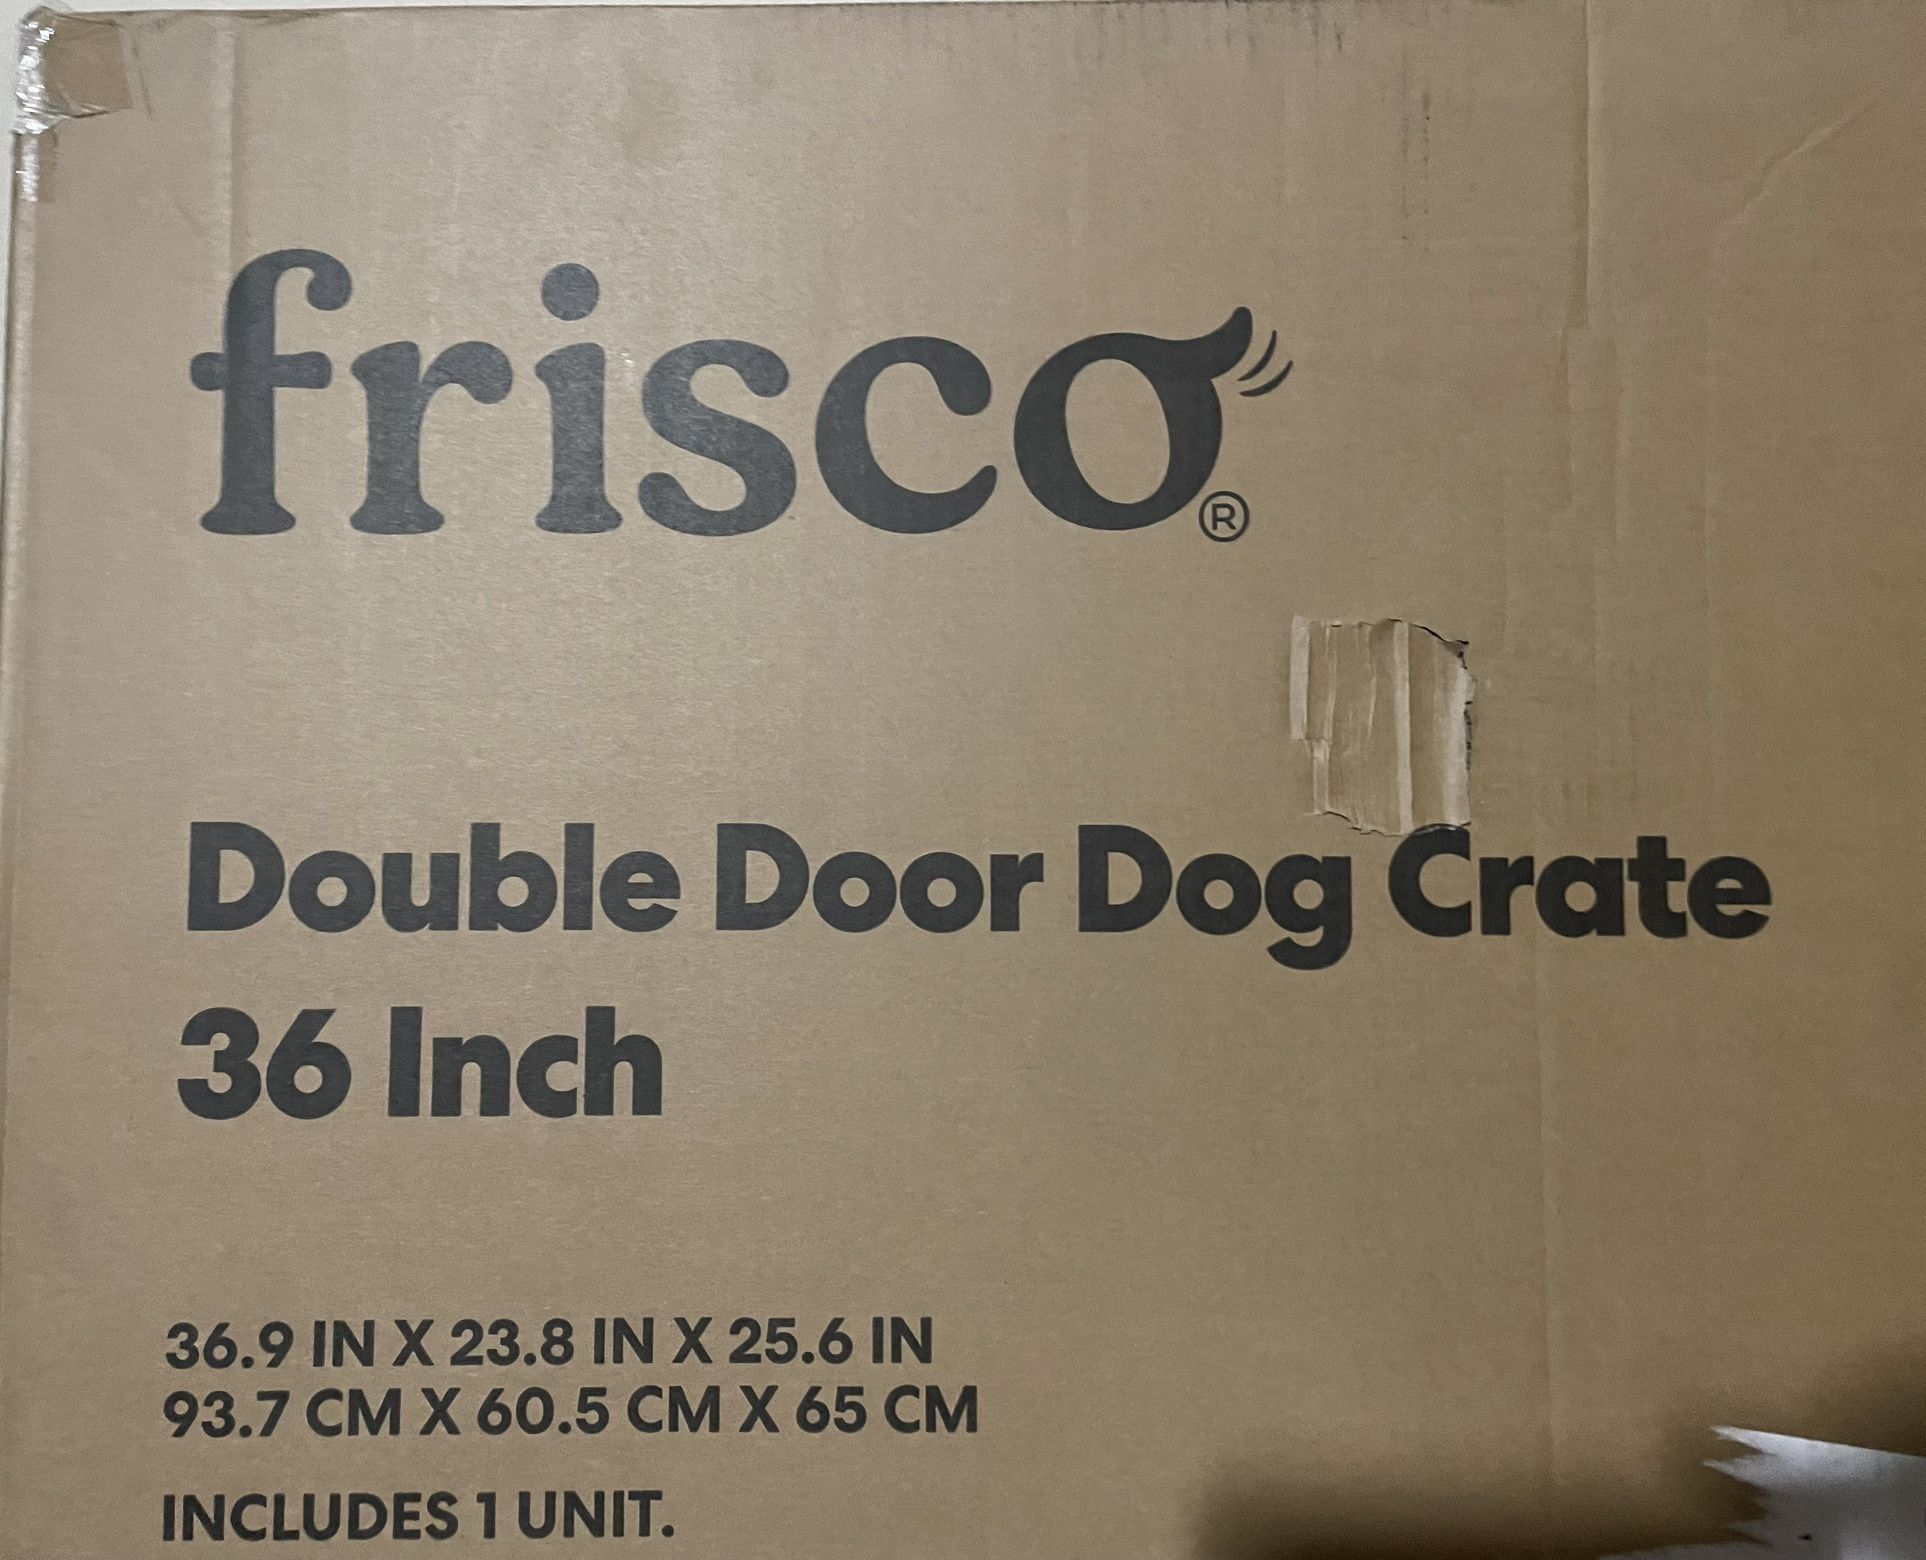 frisco®
Double Door Dog Crate
36 Inch
36.9 IN X 23.8 IN X 25.6 IN
93.7 CM X 60.5 CM X 65 CM
INCLUDES 1 UNIT.